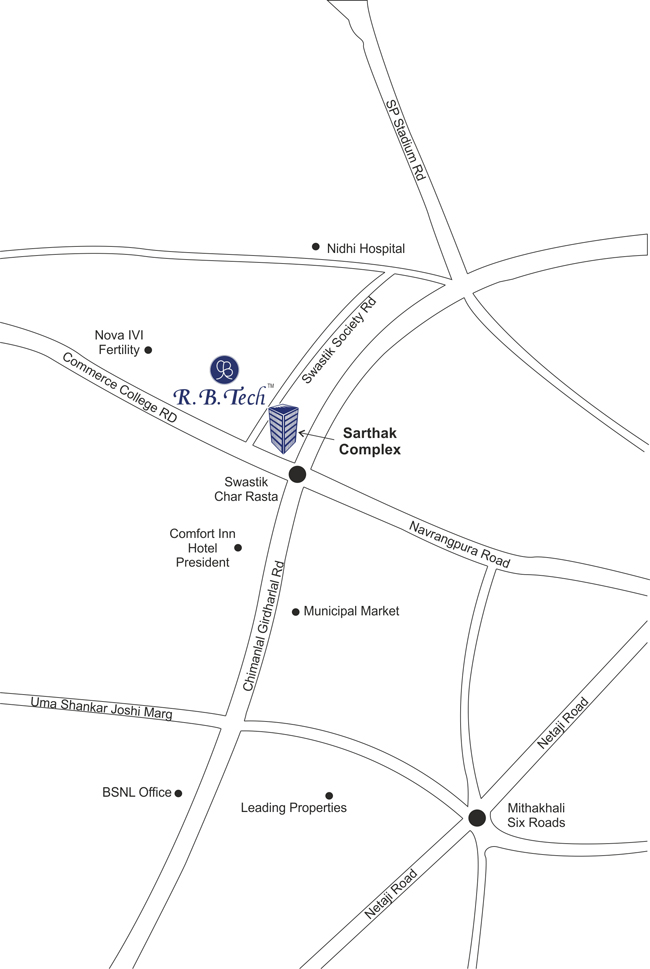 SP Stadium Rd
Nidhi Hospital
Swastik Society Rd
Nova IVI
Fertility
Commerce College RD
R.B.Tech™
Sarthak
Complex
Swastik
Char Rasta
Navrangpura Road
Comfort Inn
Hotel
President
Chimanlal Girdharlal Rd
Municipal Market
Uma Shankar Joshi Marg
Netaji Road
BSNL Office
Leading Properties
Mithakhali
Six Roads
Netaji Road